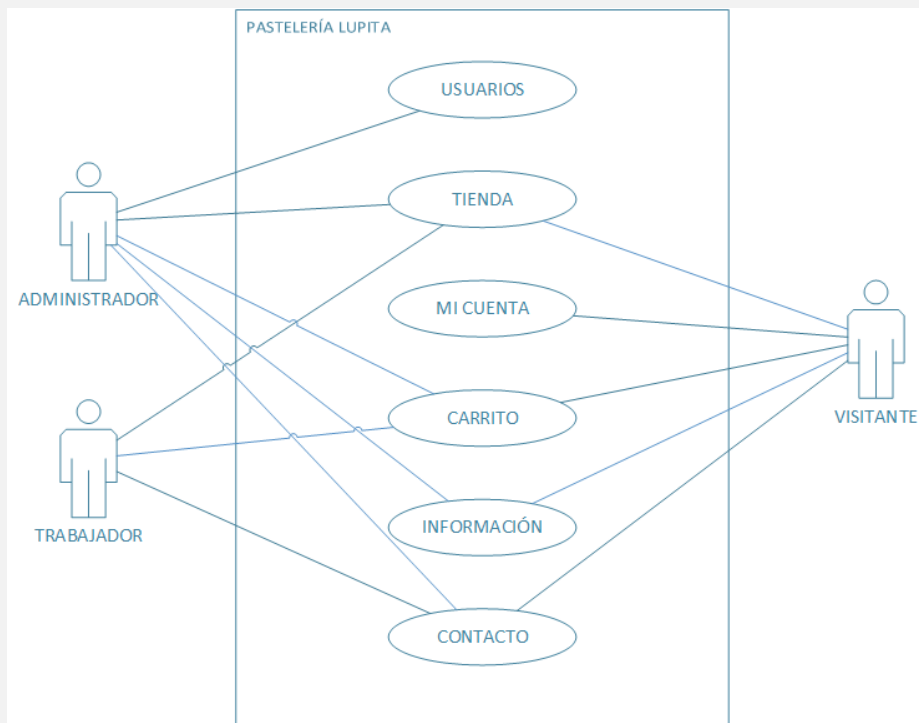 PASTELERÍA LUPITA
USUARIOS
TIENDA
ADMINISTRADOR
MI CUENTA
CARRITO
VISITANTE
TRABAJADOR
INFORMACIÓN
CONTACTO